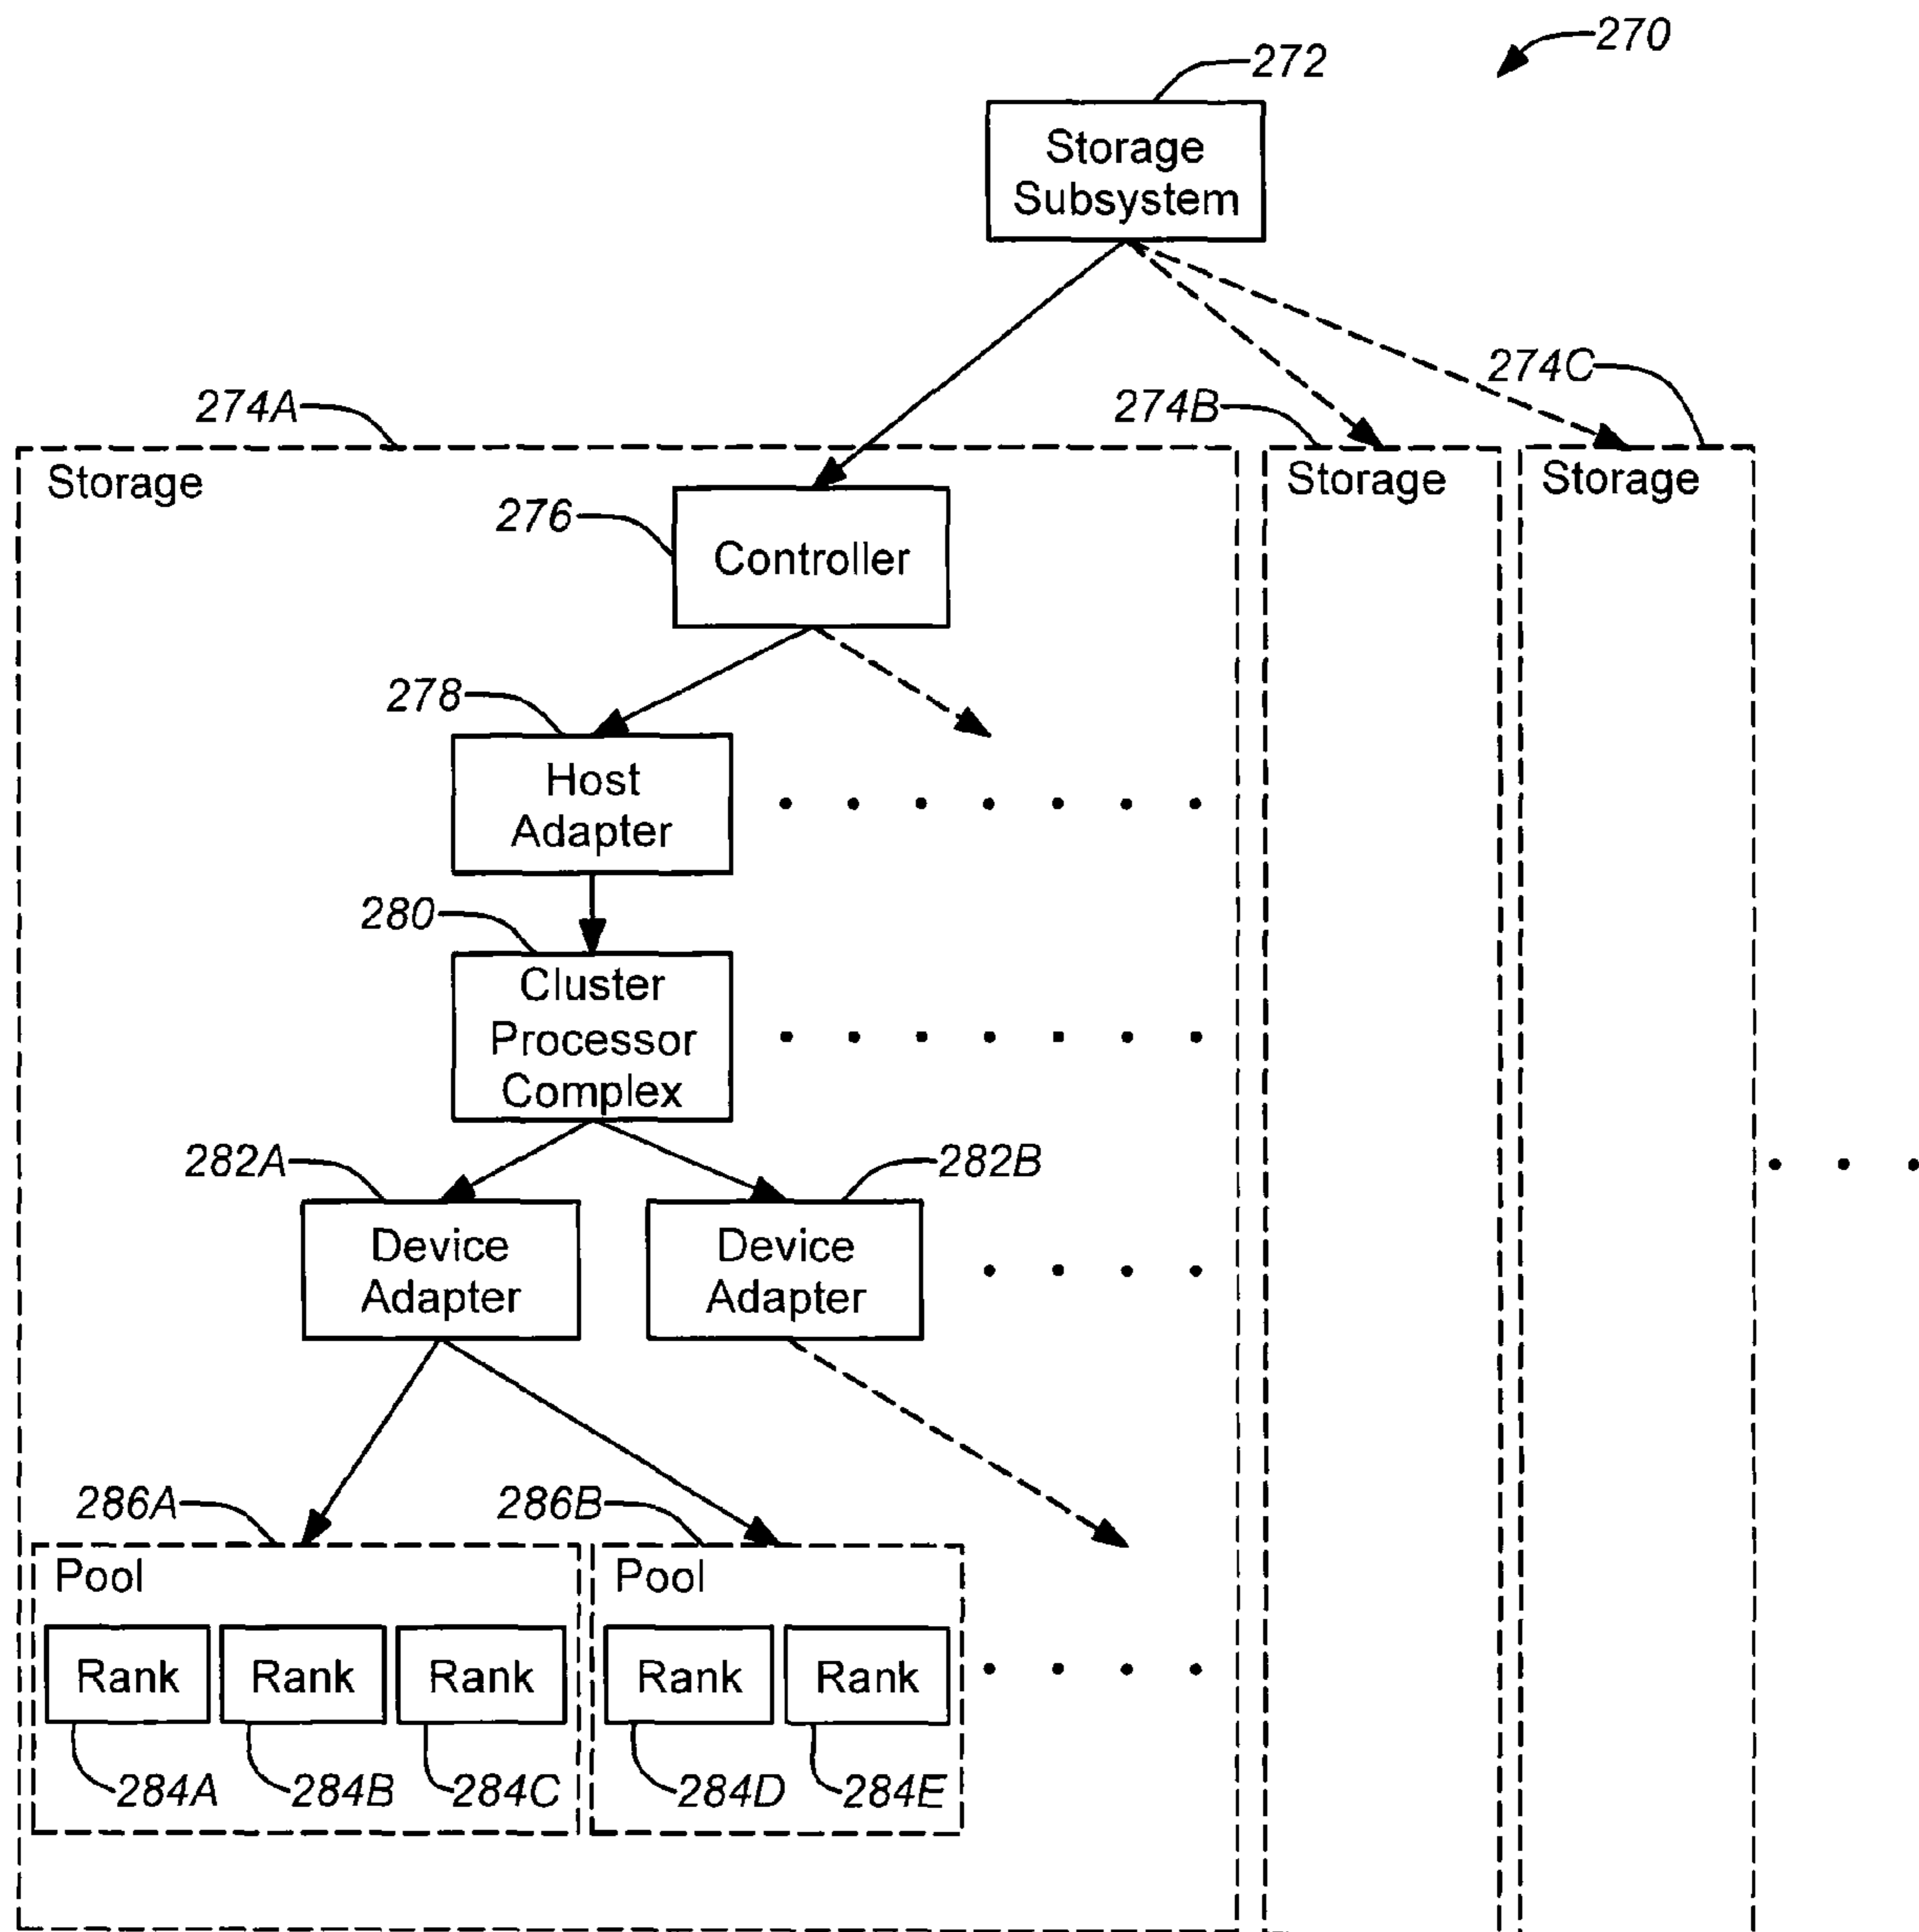 270
272
Storage
Subsystem
274A
274B
274C
Storage
Storage
Storage
276
Controller
278
Host
Adapter
280
Cluster
Processor
Complex
282A
282B
Device
Adapter
Device
Adapter
286A
286B
Pool
Pool
Rank
Rank
Rank
Rank
Rank
284A
284B
284C
284D
284E